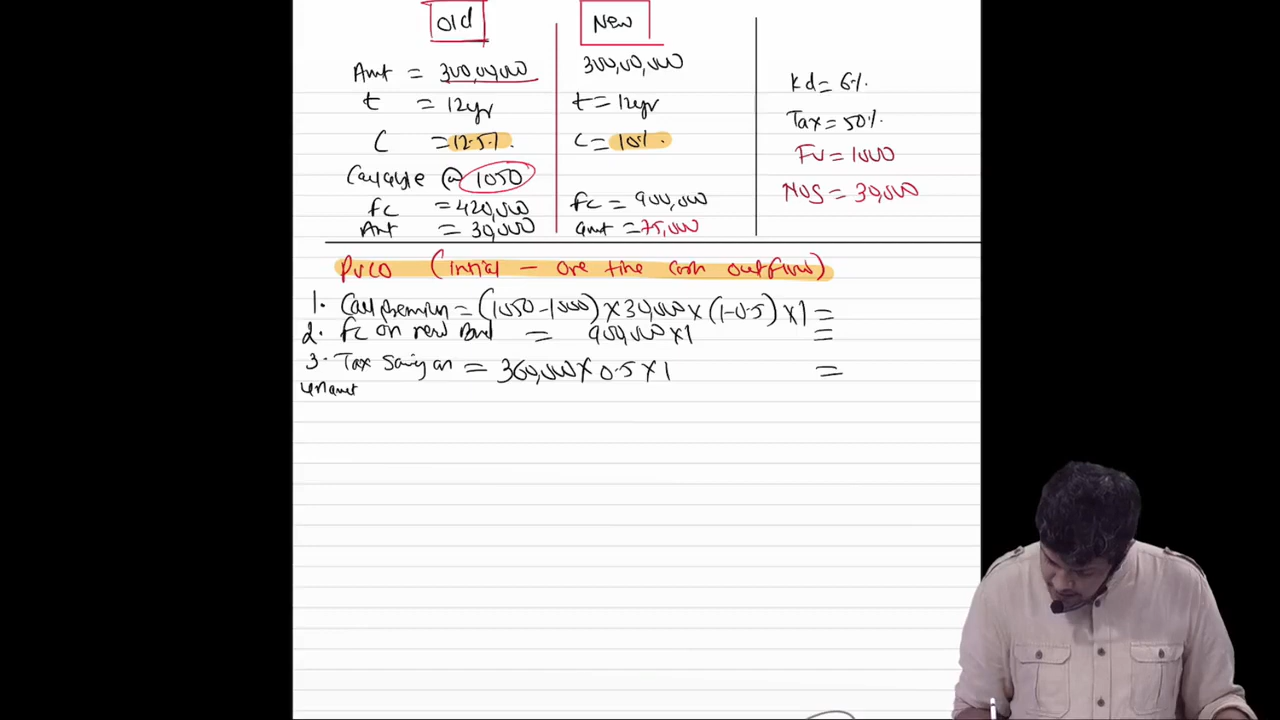 Old
Amt = 300,00,000
t = 12yr
C = 12.5%.
Callable @ 1050
fc = 420,000
Amt = 30,000
New
300,00,000
t = 12yr
C = 10%.
fc = 900,000
amt = 75,000
Kd = 6%.
Tax = 50%.
FV = 1000
NOS = 30,000
PVCO (Initial - One time cash outflow)
1. Call premium = (1050-1000) × 30,000 × (1-0.5) × 1 =
2. fc on new Bond = 900,000 × 1 =
3. Tax saving on = 360,000 × 0.5 × 1 =
unamt